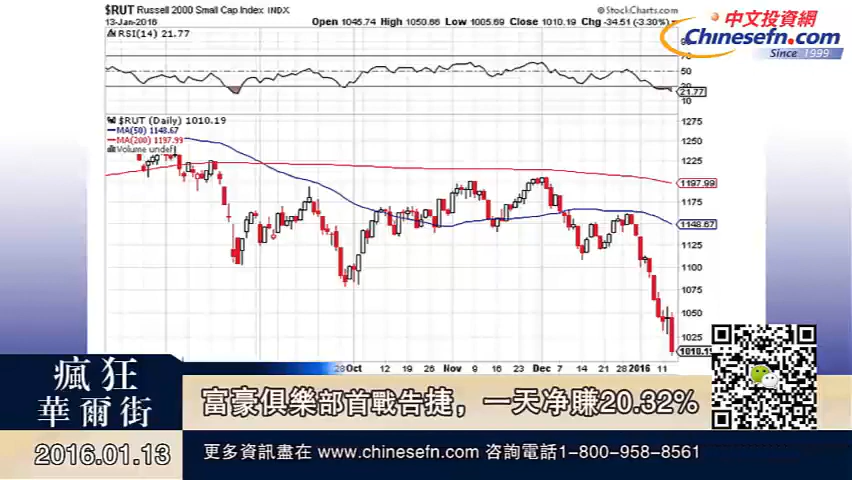 $RUT Russell 2000 Small Cap Index INDX
© StockCharts.com
13-Jan-2016
Open 1045.74 High 1050.66 Low 1005.69 Close 1010.19 Chg -34.51 (-3.30%)
中文投資網
Chinesefn.com
Since 1999
RSI(14) 21.77
50
30
21.77
10
$RUT (Daily) 1010.19
MA(50) 1148.67
MA(200) 1197.99
Volume undef
1275
1250
1225
1197.99
1175
1148.67
1125
1100
1075
1050
1025
1010.19
28 Oct 12 19 26 Nov 9 16 23 Dec 7 14 21 28 2016 11
瘋狂
華爾街
富豪俱樂部首戰告捷，一天净賺20.32%
2016.01.13
更多資訊盡在 www.chinesefn.com 咨詢電話1-800-958-8561